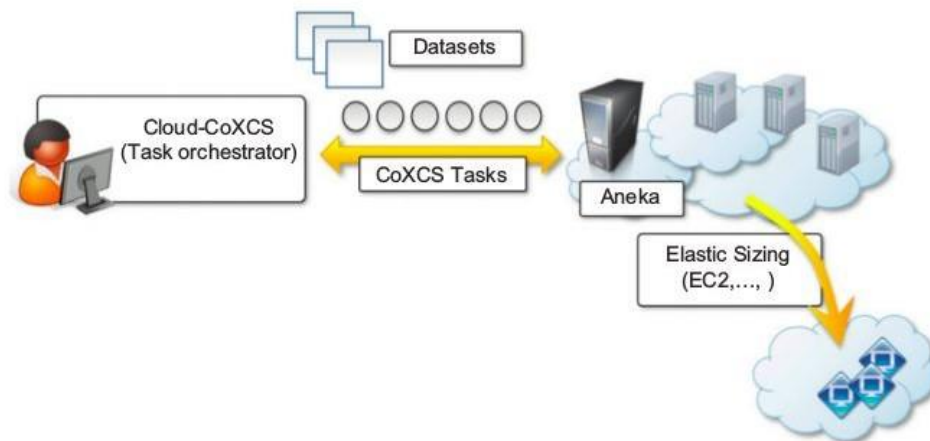 Datasets
Cloud-CoXCS
(Task orchestrator)
CoXCS Tasks
Aneka
Elastic Sizing
(EC2,..., )